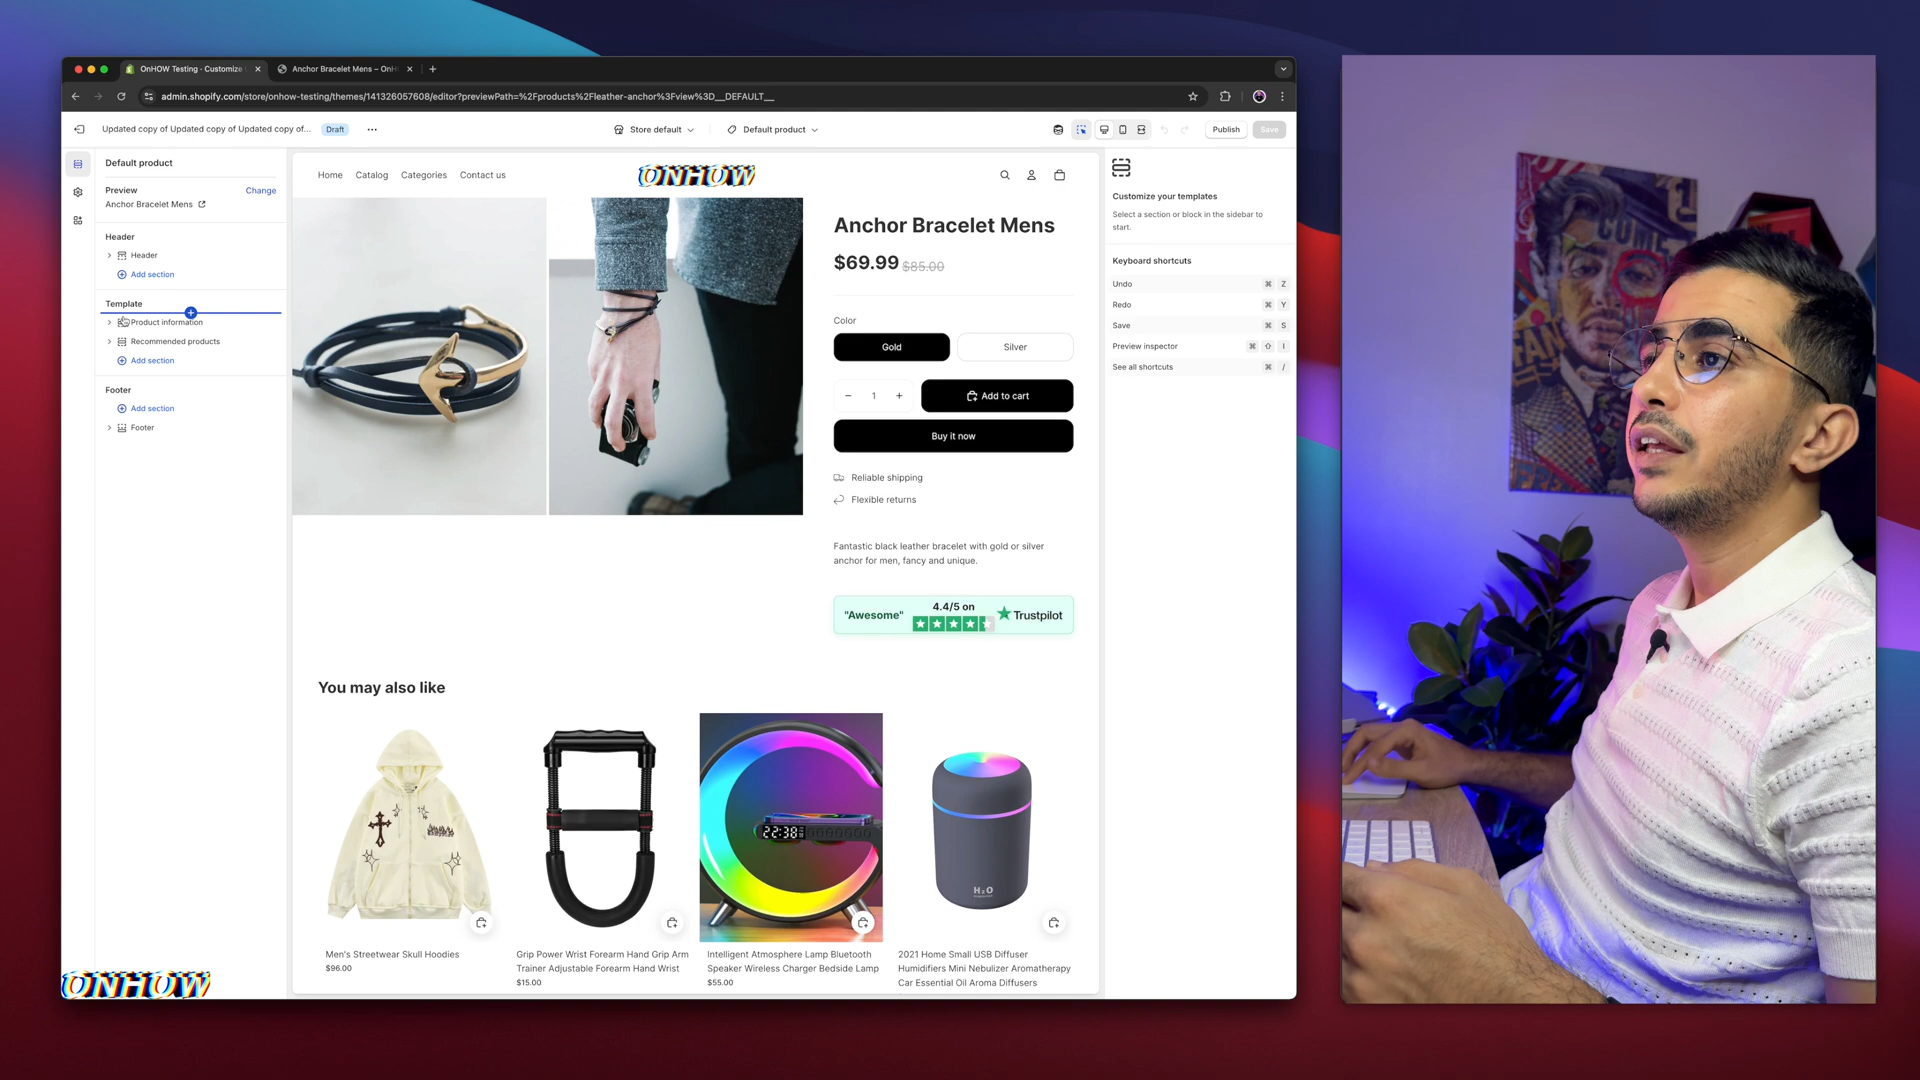 OnHOW Testing · Customize
Anchor Bracelet Mens – OnH
admin.shopify.com/store/onhow-testing/themes/141326057608/editor?previewPath=%2Fproducts%2Fleather-anchor%3Fview%3D__DEFAULT__
Updated copy of Updated copy of Updated copy of...
Draft
Store default
Default product
Publish
Save
Default product
Preview
Change
Anchor Bracelet Mens
Header
Header
Add section
Template
Product information
Recommended products
Add section
Footer
Add section
Footer
Home
Catalog
Categories
Contact us
ONHOW
Anchor Bracelet Mens
$69.99 $85.00
Color
Gold
Silver
− 1 +
Add to cart
Buy it now
Reliable shipping
Flexible returns
Fantastic black leather bracelet with gold or silver
anchor for men, fancy and unique.
"Awesome"
4.4/5 on
Trustpilot
You may also like
22:38
H2O
Men's Streetwear Skull Hoodies
$96.00
Grip Power Wrist Forearm Hand Grip Arm
Trainer Adjustable Forearm Hand Wrist
$15.00
Intelligent Atmosphere Lamp Bluetooth
Speaker Wireless Charger Bedside Lamp
$55.00
2021 Home Small USB Diffuser
Humidifiers Mini Nebulizer Aromatherapy
Car Essential Oil Aroma Diffusers
Customize your templates
Select a section or block in the sidebar to
start.
Keyboard shortcuts
Undo ⌘ Z
Redo ⌘ Y
Save ⌘ S
Preview inspector ⌘ ⇧ I
See all shortcuts ⌘ /
ONHOW
COME
FAN